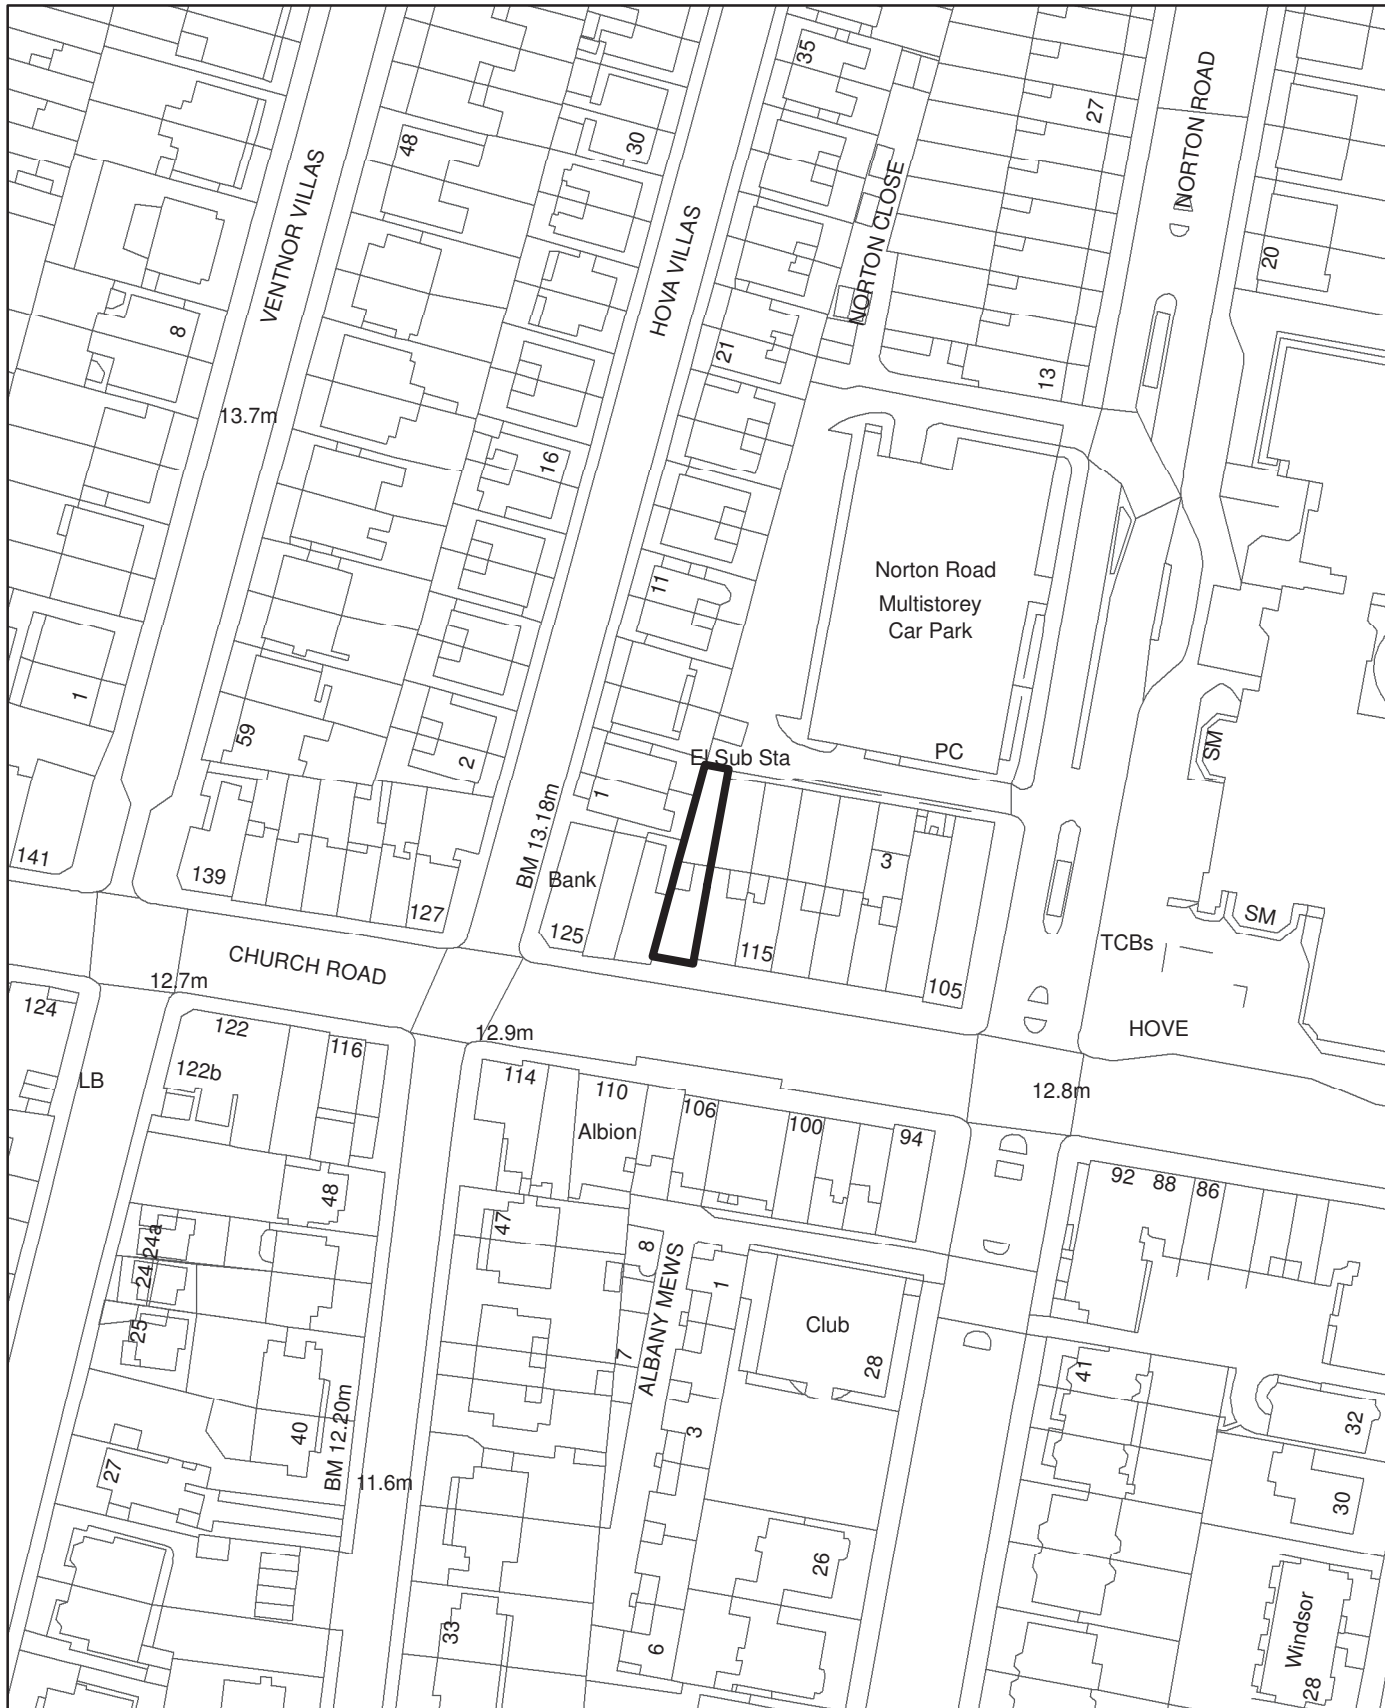 35
27
NORTON ROAD
48
30
VENTNOR VILLAS
HOVA VILLAS
NORTON CLOSE
20
8
21
13
13.7m
16
Norton Road
Multistorey
Car Park
11
1
59
2
El Sub Sta
PC
SM
1
BM 13.18m
141
139
127
Bank
125
115
3
105
SM
TCBs
CHURCH ROAD
12.7m
12.9m
HOVE
124
122
116
122b
LB
114
110
106
100
94
Albion
12.8m
92
88
86
48
47
24a
24
25
8
ALBANY MEWS
1
7
Club
28
41
32
40
BM 12.20m
11.6m
27
3
30
26
33
6
Windsor
28